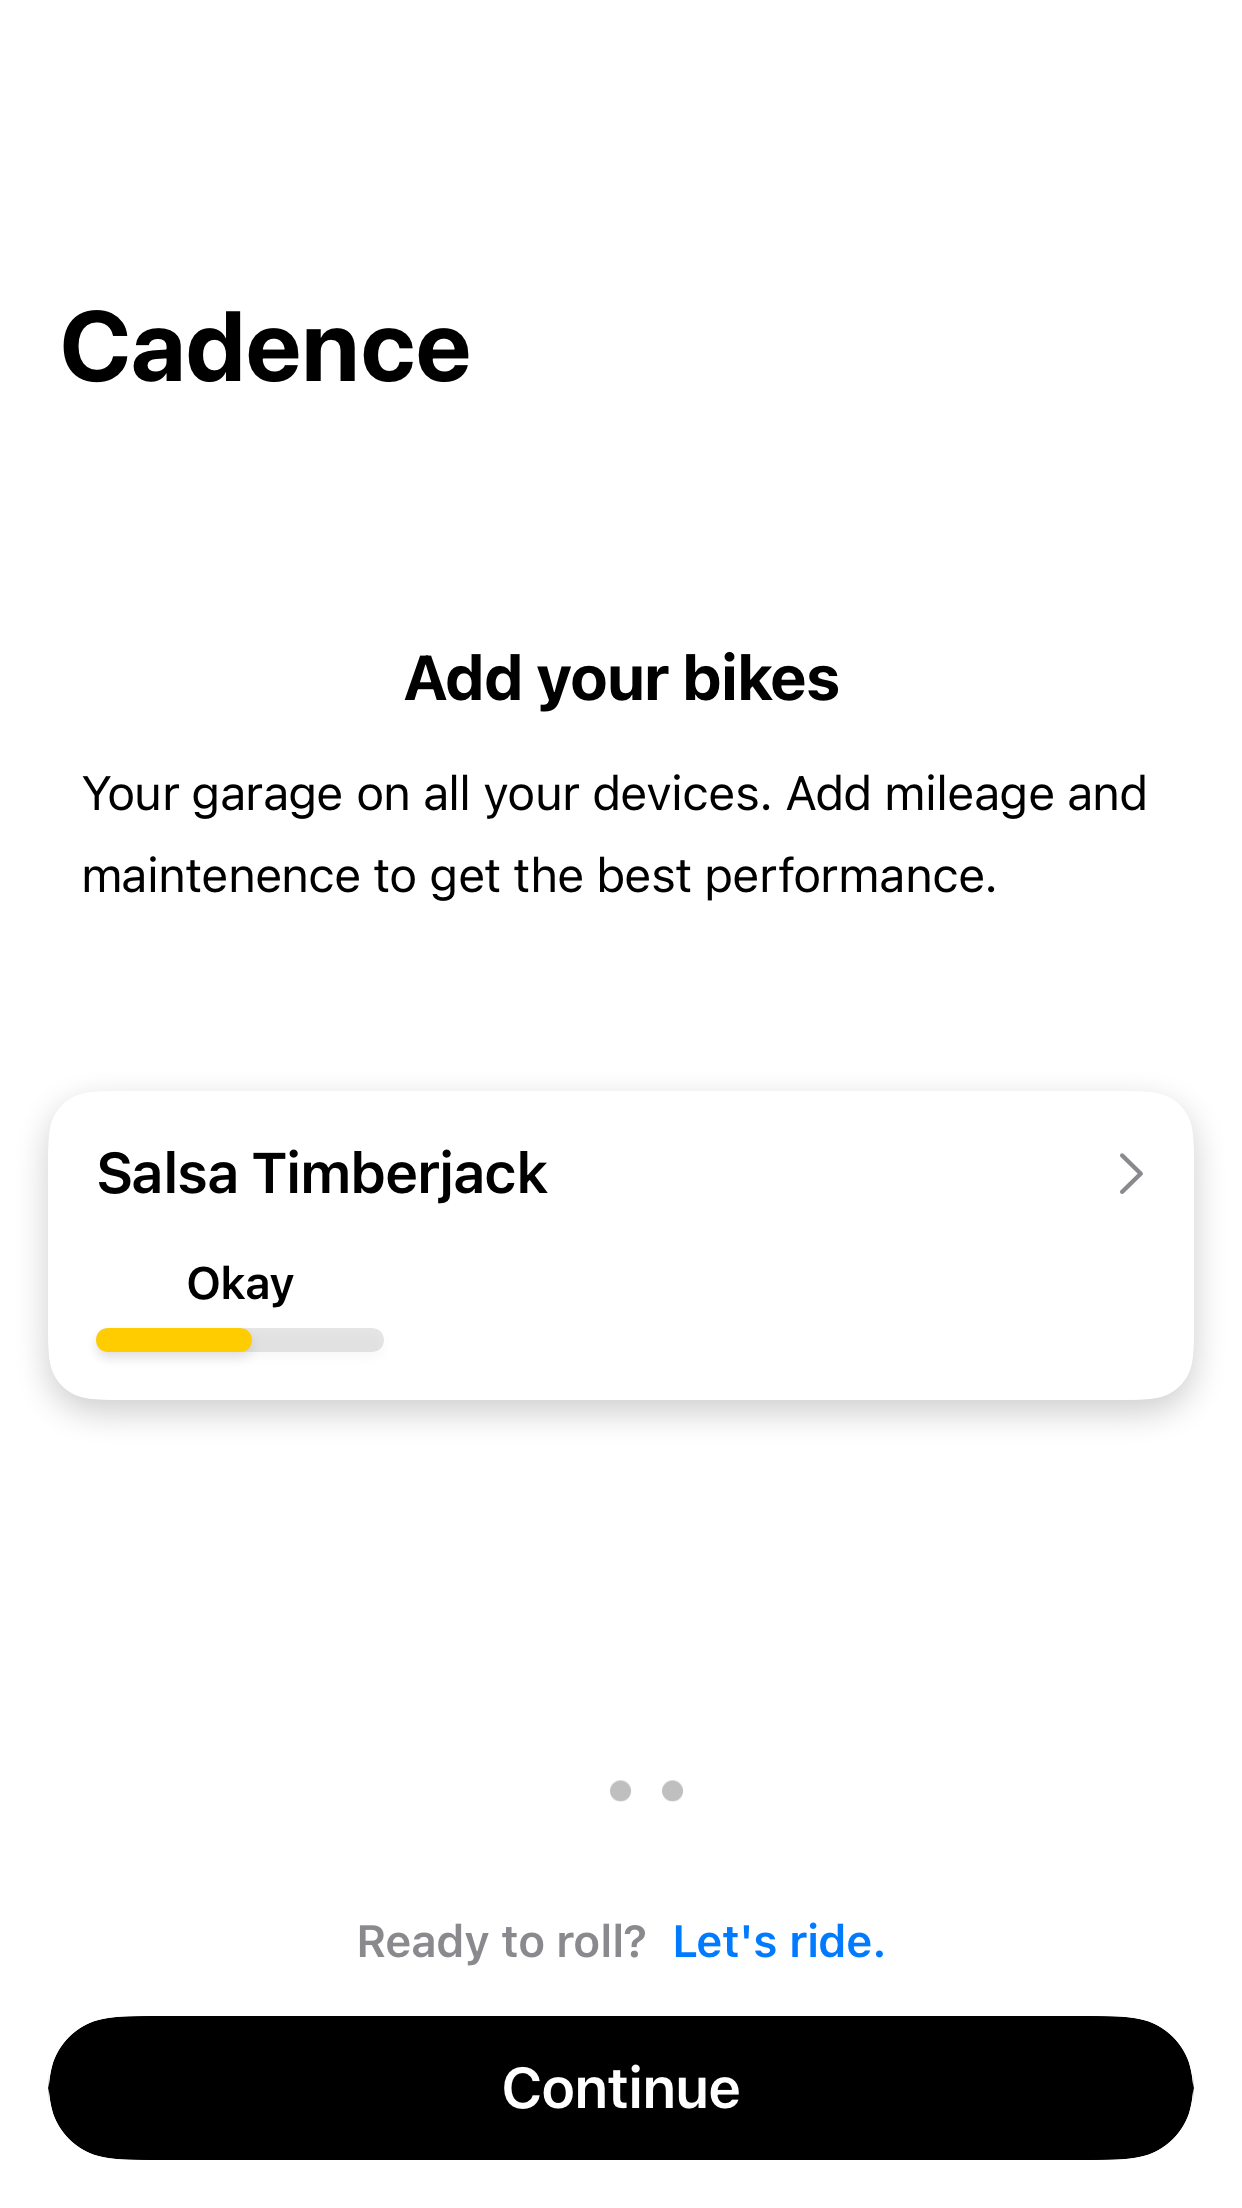 Cadence
Add your bikes
Your garage on all your devices. Add mileage and
maintenence to get the best performance.
Salsa Timberjack
Okay
Ready to roll? Let's ride.
Continue